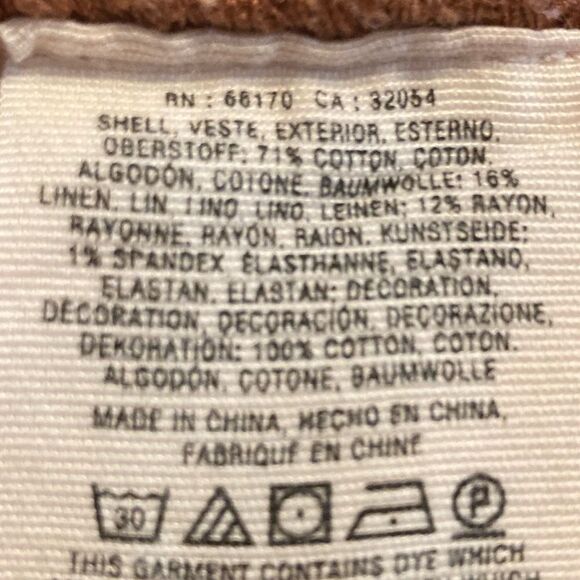 RN : 66170 CA : 32054
SHELL, VESTE, EXTERIOR, ESTERNO,
OBERSTOFF: 71% COTTON, COTON,
ALGODÓN, COTONE, BAUMWOLLE: 16%
LINEN, LIN, LINO, LINO, LEINEN; 12% RAYON,
RAYONNE, RAYÓN, RAION, KUNSTSEIDE;
1% SPANDEX, ÉLASTHANNE, ELASTANO,
ELASTAN, ELASTAN: DECORATION,
DÉCORATION, DECORACIÓN, DECORAZIONE,
DEKORATION: 100% COTTON, COTON,
ALGODÓN, COTONE, BAUMWOLLE
MADE IN CHINA, HECHO EN CHINA,
FABRIQUÉ EN CHINE
30 P
THIS GARMENT CONTAINS DYE WHICH